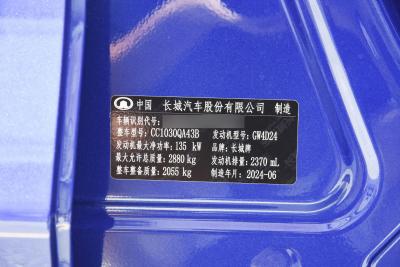 中国 长城汽车股份有限公司 制造
车辆识别代号:
整车型号: CC1030QA43B 发动机型号: GW4D24
发动机最大净功率: 135 kW 品牌: 长城牌
最大允许总质量: 2880 kg 发动机排量: 2370 mL
整车整备质量: 2055 kg 制造年月: 2024-06